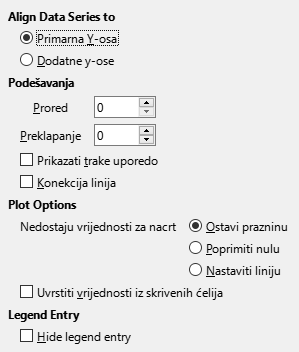 Align Data Series to
Primarna Y-osa
Dodatne y-ose
Podešavanja
Prored 0
Preklapanje 0
Prikazati trake uporedo
Konekcija linija
Plot Options
Nedostaju vrijednosti za nacrt Ostavi prazninu
Poprimiti nulu
Nastaviti liniju
Uvrstiti vrijednosti iz skrivenih ćelija
Legend Entry
Hide legend entry